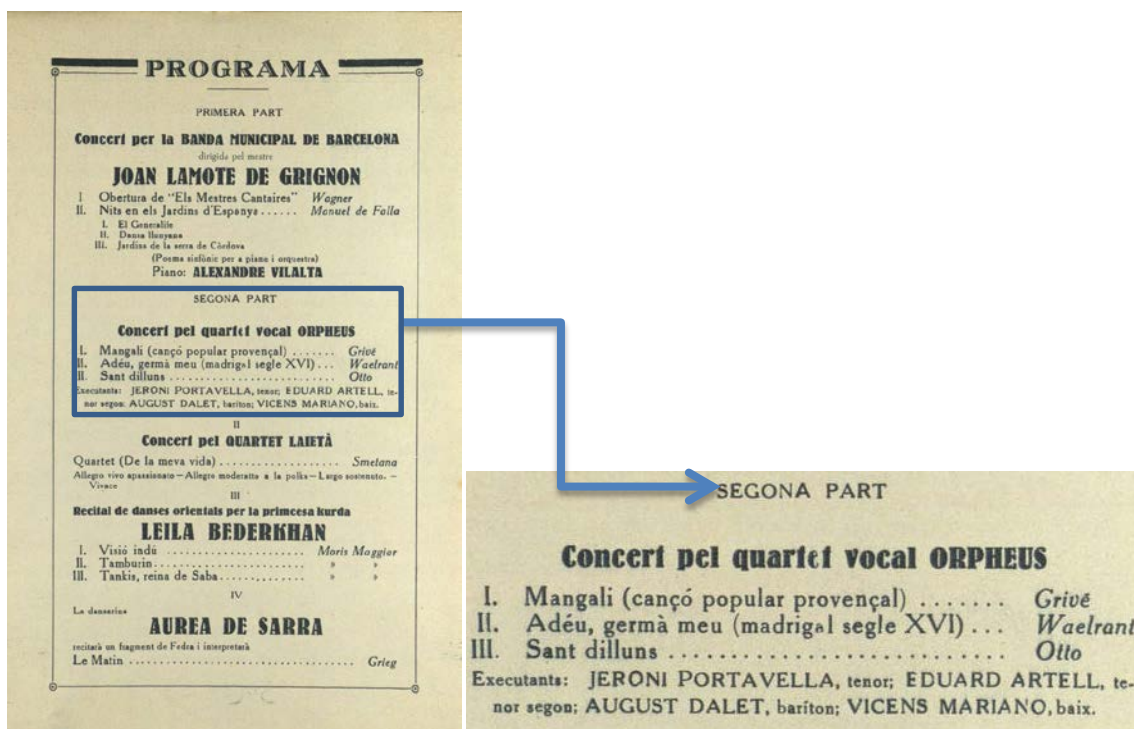 PROGRAMA
PRIMERA PART
Concert per la BANDA MUNICIPAL DE BARCELONA
dirigida pel mestre
JOAN LAMOTE DE GRIGNON
I Obertura de "Els Mestres Cantaires" Wagner
II. Nits en els Jardins d'Espanya...... Manuel de Falla
I. El Generalife
II. Dansa llunyana
III. Jardins de la serra de Còrdova
(Poema simfònic per a piano i orquestra)
Piano: ALEXANDRE VILALTA
SEGONA PART
Concert pel quartet vocal ORPHEUS
I. Mangali (cançó popular provençal) ....... Grivé
II. Adéu, germà meu (madrigal segle XVI) ... Waelrant
II. Sant dilluns ........................... Otto
Executants: JERONI PORTAVELLA, tenor; EDUARD ARTELL, te-
nor segon; AUGUST DALET, baríton; VICENS MARIANO, baix.
II
Concert pel QUARTET LAIETÀ
Quartet (De la meva vida) ................... Smetana
Allegro vivo apassionato—Allegro moderatto a la polka—Largo sostenuto. —
Vivace
III
Recital de danses orientals per la primcesa kurda
LEILA BEDERKHAN
I. Visió indú ...................... Moris Maggior
II. Tamburin........................ » »
III. Tankis, reina de Saba.............. » »
IV
La dansarina
AUREA DE SARRA
recitarà un fragment de Fedra i interpretarà
Le Matin .................................... Grieg
SEGONA PART
Concert pel quartet vocal ORPHEUS
I. Mangali (cançó popular provençal) ....... Grivé
II. Adéu, germà meu (madrigal segle XVI) ... Waelrant
III. Sant dilluns ........................... Otto
Executants: JERONI PORTAVELLA, tenor; EDUARD ARTELL, te-
nor segon; AUGUST DALET, baríton; VICENS MARIANO, baix.